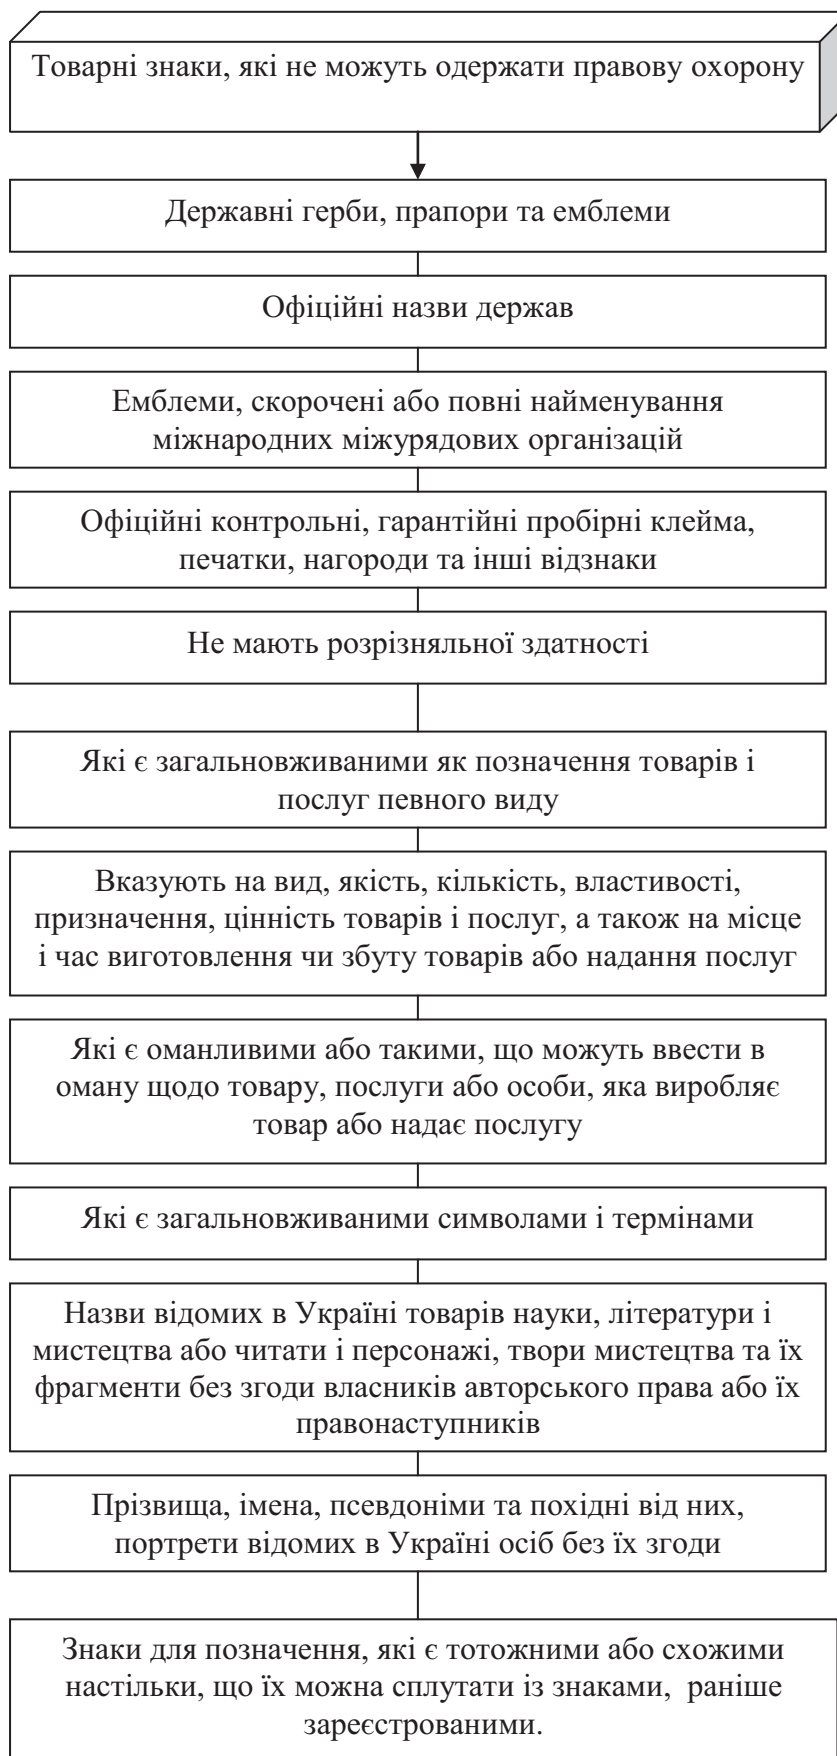 Товарні знаки, які не можуть одержати правову охорону
Державні герби, прапори та емблеми
Офіційні назви держав
Емблеми, скорочені або повні найменування
міжнародних міжурядових організацій
Офіційні контрольні, гарантійні пробірні клейма,
печатки, нагороди та інші відзнаки
Не мають розрізняльної здатності
Які є загальновживаними як позначення товарів і
послуг певного виду
Вказують на вид, якість, кількість, властивості,
призначення, цінність товарів і послуг, а також на місце
і час виготовлення чи збуту товарів або надання послуг
Які є оманливими або такими, що можуть ввести в
оману щодо товару, послуги або особи, яка виробляє
товар або надає послугу
Які є загальновживаними символами і термінами
Назви відомих в Україні товарів науки, літератури і
мистецтва або читати і персонажі, твори мистецтва та їх
фрагменти без згоди власників авторського права або їх
правонаступників
Прізвища, імена, псевдоніми та похідні від них,
портрети відомих в Україні осіб без їх згоди
Знаки для позначення, які є тотожними або схожими
настільки, що їх можна сплутати із знаками, раніше
зареєстрованими.